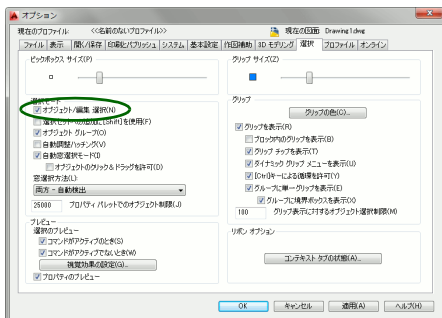 オプション
現在のプロファイル: <<名前のないプロファイル>> 現在の図面: Drawing1.dwg
ファイル 表示 開く/保存 印刷とパブリッシュ システム 基本設定 作図補助 3D モデリング 選択 プロファイル オンライン
ピックボックス サイズ(P)
選択モード
オブジェクト/編集 選択(N)
選択セットへの追加に[Shift]を使用(F)
オブジェクト グループ(O)
自動調整ハッチング(V)
自動窓選択モード(I)
オブジェクトのクリック&ドラッグを許可(D)
窓選択方法(L):
両方 - 自動検出
25000 プロパティ パレットでのオブジェクト制限(J)
プレビュー
選択のプレビュー
コマンドがアクティブのとき(S)
コマンドがアクティブでないとき(W)
視覚効果の設定(G)...
プロパティのプレビュー
グリップ サイズ(Z)
グリップ
グリップの色(C)...
グリップを表示(R)
ブロック内のグリップを表示(B)
グリップ チップを表示(T)
ダイナミック グリップ メニューを表示(U)
[Ctrl]キーによる循環を許可(Y)
グループに単一グリップを表示(E)
グループに境界ボックスを表示(X)
100 グリップ表示に対するオブジェクト選択制限(M)
リボン オプション
コンテキスト タブの状態(A)...
OK キャンセル 適用(A) ヘルプ(H)